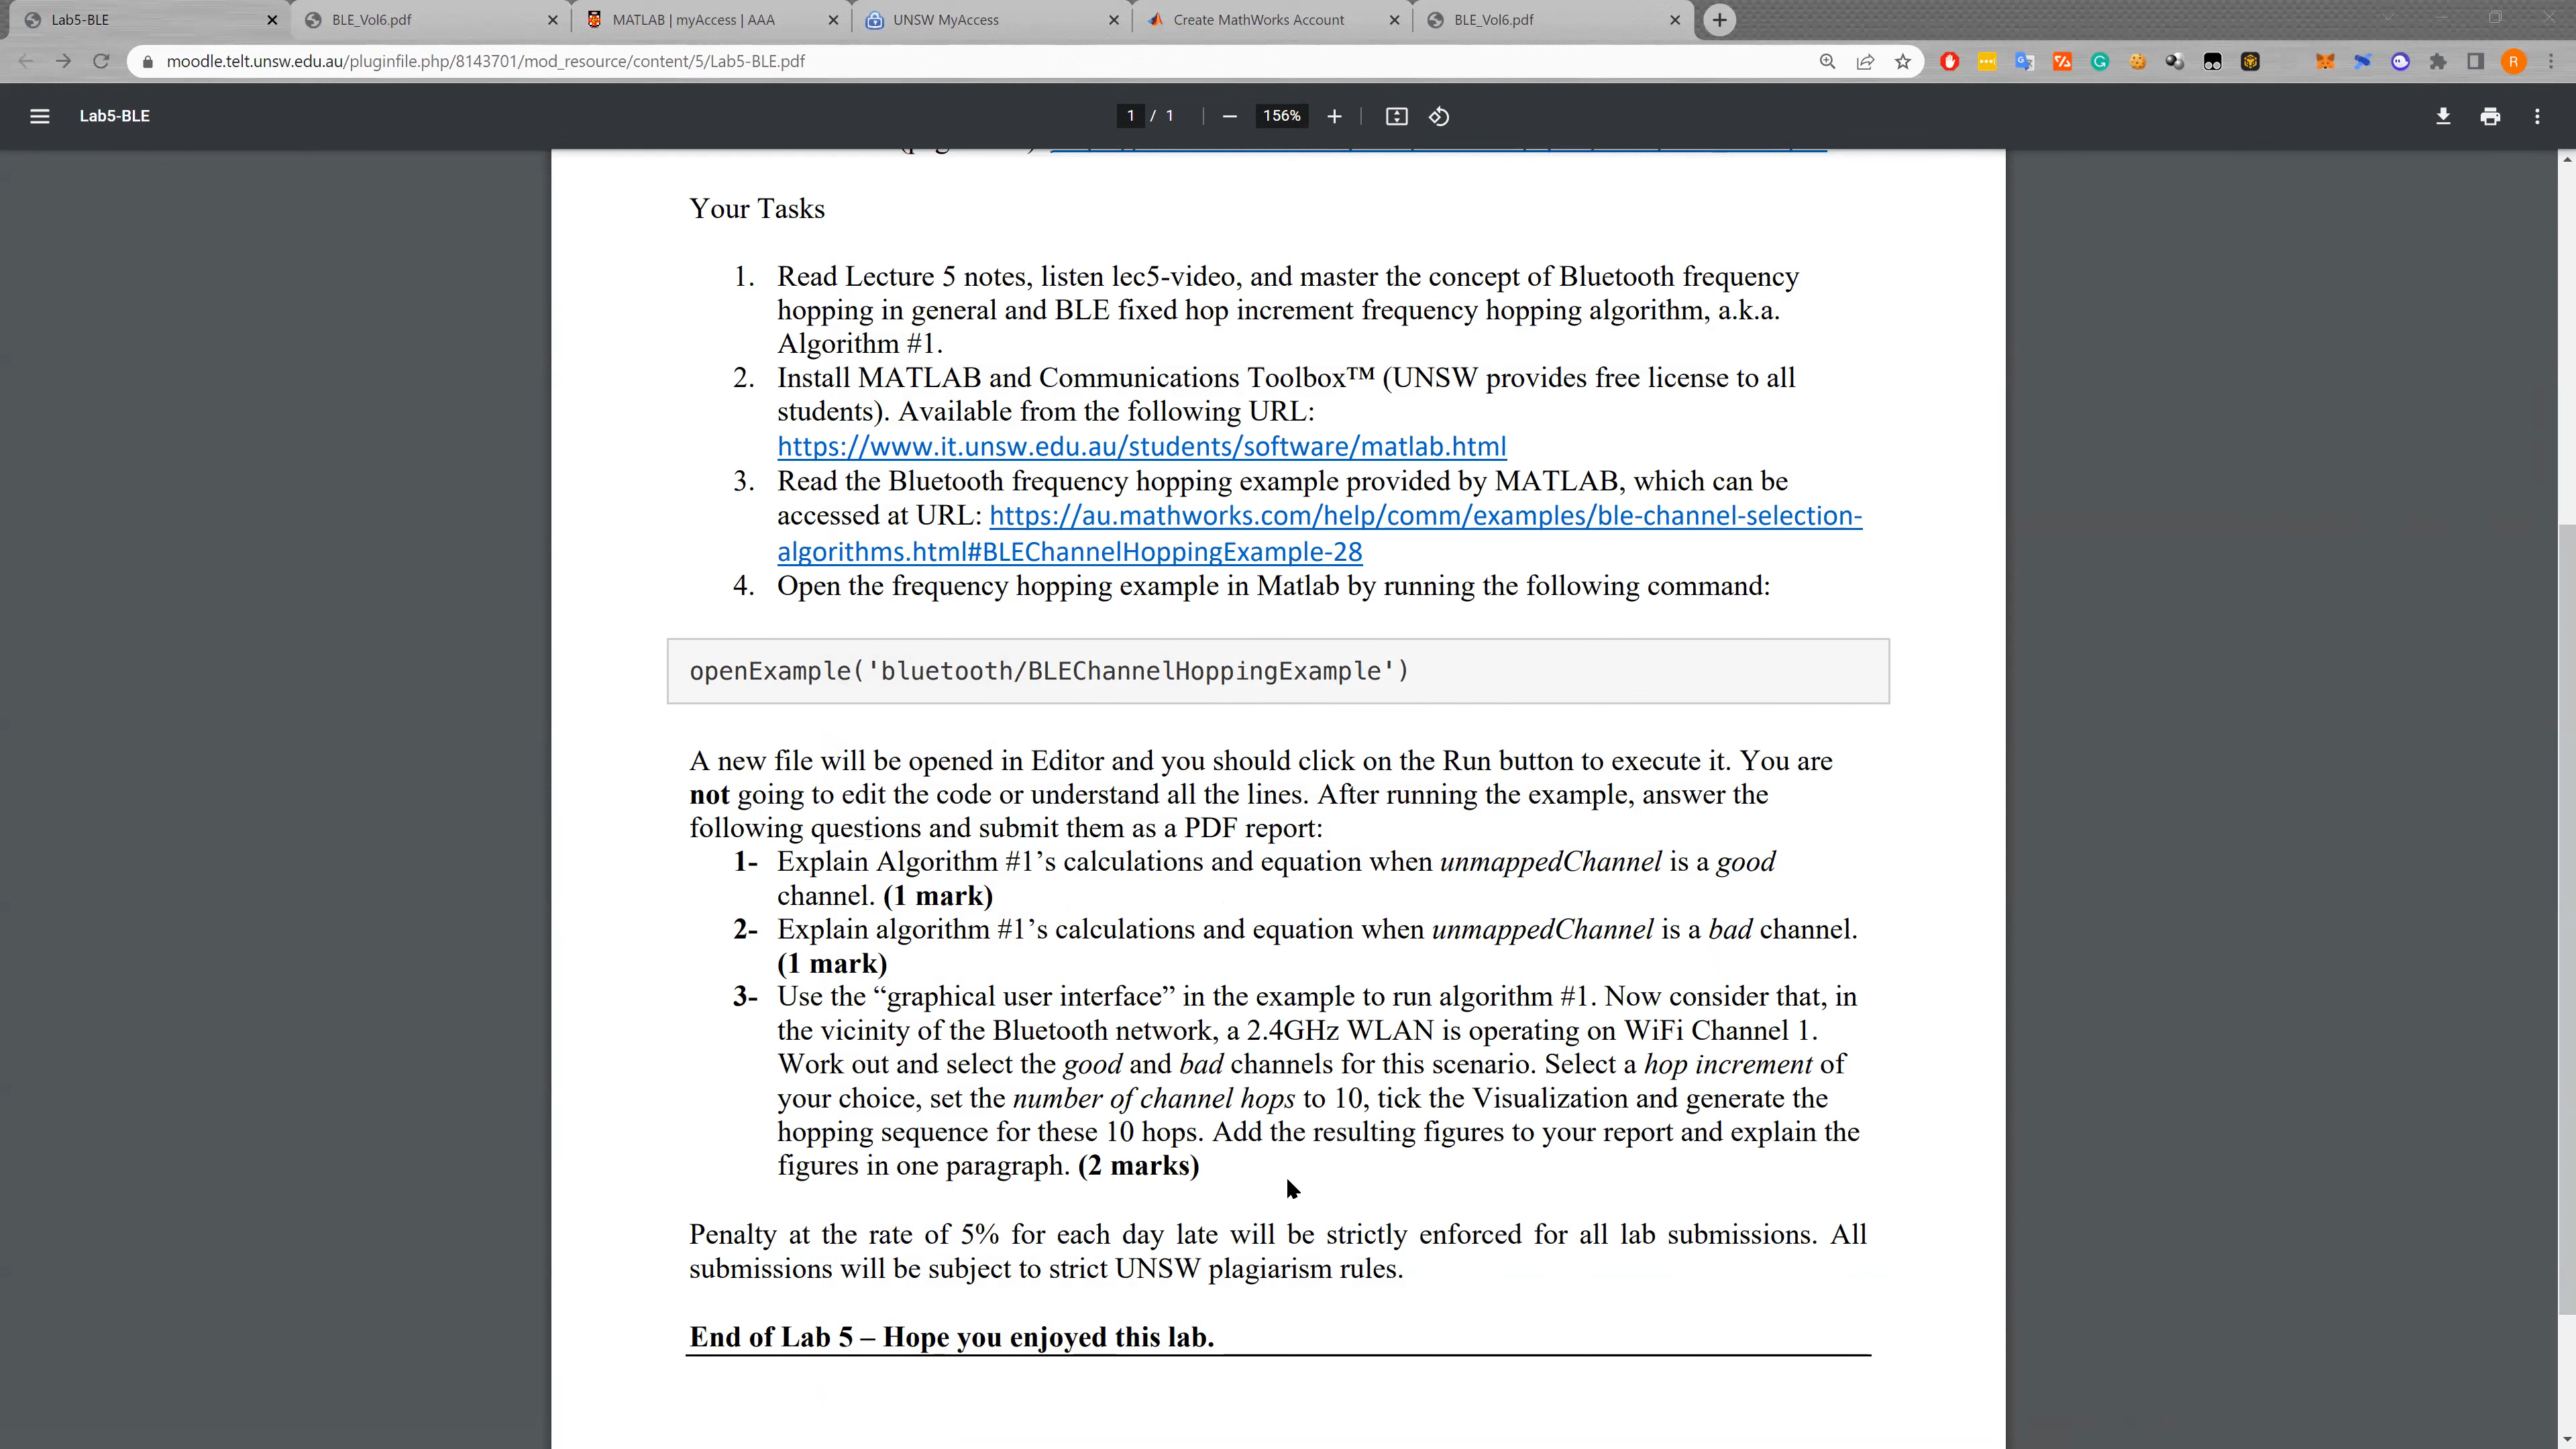 Lab5-BLE
BLE_Vol6.pdf
MATLAB | myAccess | AAA
UNSW MyAccess
Create MathWorks Account
BLE_Vol6.pdf
moodle.telt.unsw.edu.au/pluginfile.php/8143701/mod_resource/content/5/Lab5-BLE.pdf
R
Lab5-BLE
1 / 1
156%
Your Tasks
1. Read Lecture 5 notes, listen lec5-video, and master the concept of Bluetooth frequency
hopping in general and BLE fixed hop increment frequency hopping algorithm, a.k.a.
Algorithm #1.
2. Install MATLAB and Communications Toolbox™ (UNSW provides free license to all
students). Available from the following URL:
https://www.it.unsw.edu.au/students/software/matlab.html
3. Read the Bluetooth frequency hopping example provided by MATLAB, which can be
accessed at URL: https://au.mathworks.com/help/comm/examples/ble-channel-selection-
algorithms.html#BLEChannelHoppingExample-28
4. Open the frequency hopping example in Matlab by running the following command:
openExample('bluetooth/BLEChannelHoppingExample')
A new file will be opened in Editor and you should click on the Run button to execute it. You are
not going to edit the code or understand all the lines. After running the example, answer the
following questions and submit them as a PDF report:
1- Explain Algorithm #1’s calculations and equation when unmappedChannel is a good
channel. (1 mark)
2- Explain algorithm #1’s calculations and equation when unmappedChannel is a bad channel.
(1 mark)
3- Use the “graphical user interface” in the example to run algorithm #1. Now consider that, in
the vicinity of the Bluetooth network, a 2.4GHz WLAN is operating on WiFi Channel 1.
Work out and select the good and bad channels for this scenario. Select a hop increment of
your choice, set the number of channel hops to 10, tick the Visualization and generate the
hopping sequence for these 10 hops. Add the resulting figures to your report and explain the
figures in one paragraph. (2 marks)
Penalty at the rate of 5% for each day late will be strictly enforced for all lab submissions. All
submissions will be subject to strict UNSW plagiarism rules.
End of Lab 5 – Hope you enjoyed this lab.